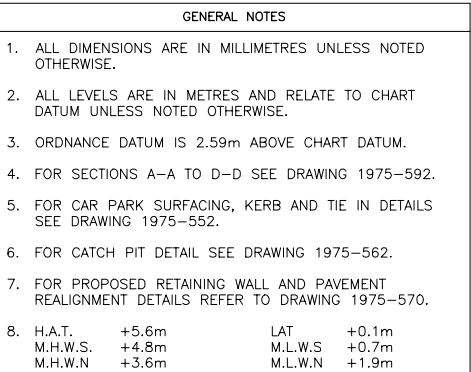 GENERAL NOTES
1. ALL DIMENSIONS ARE IN MILLIMETRES UNLESS NOTED
OTHERWISE.
2. ALL LEVELS ARE IN METRES AND RELATE TO CHART
DATUM UNLESS NOTED OTHERWISE.
3. ORDNANCE DATUM IS 2.59m ABOVE CHART DATUM.
4. FOR SECTIONS A-A TO D-D SEE DRAWING 1975-592.
5. FOR CAR PARK SURFACING, KERB AND TIE IN DETAILS
SEE DRAWING 1975-552.
6. FOR CATCH PIT DETAIL SEE DRAWING 1975-562.
7. FOR PROPOSED RETAINING WALL AND PAVEMENT
REALIGNMENT DETAILS REFER TO DRAWING 1975-570.
8. H.A.T. +5.6m LAT +0.1m
M.H.W.S. +4.8m M.L.W.S +0.7m
M.H.W.N +3.6m M.L.W.N +1.9m